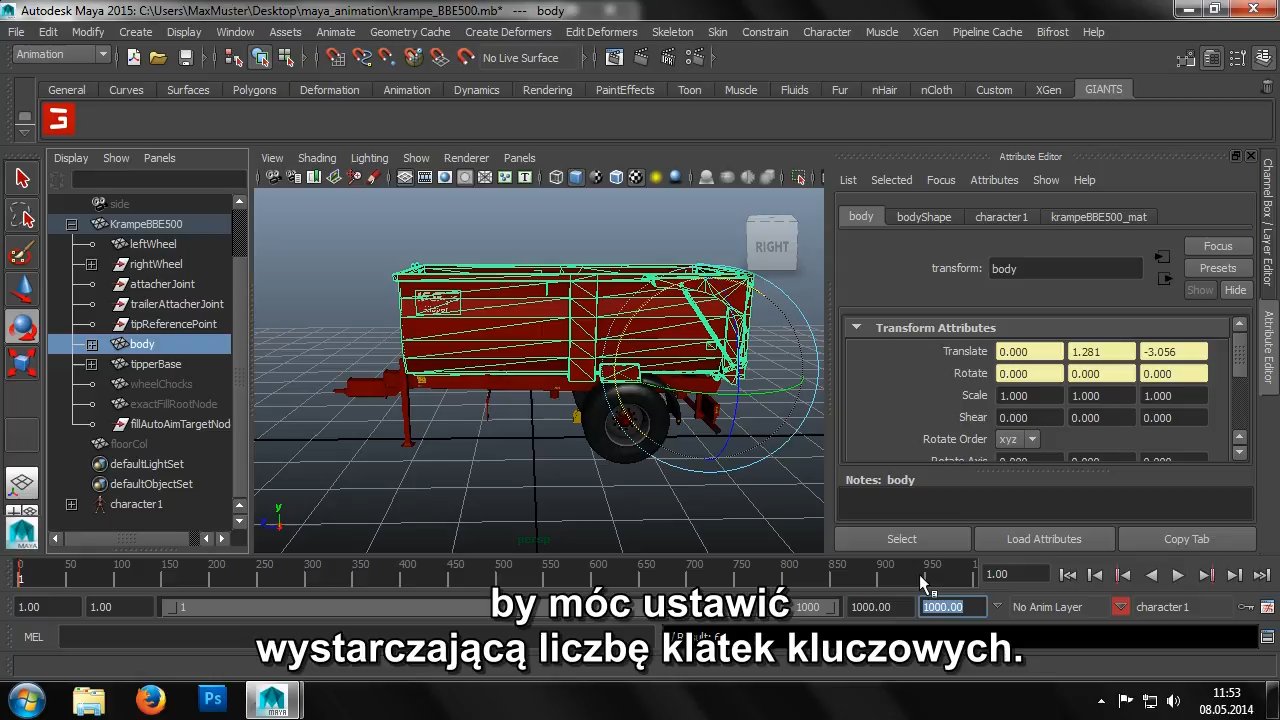 Autodesk Maya 2015: C:\Users\MaxMuster\Desktop\maya_animation\krampe_BBE500.mb* --- body
File Edit Modify Create Display Window Assets Animate Geometry Cache Create Deformers Edit Deformers Skeleton Skin Constrain Character Muscle XGen Pipeline Cache Bifrost Help
Animation
No Live Surface
General Curves Surfaces Polygons Deformation Animation Dynamics Rendering PaintEffects Toon Muscle Fluids Fur nHair nCloth Custom XGen GIANTS
Display Show Panels
View Shading Lighting Show Renderer Panels
Attribute Editor
List Selected Focus Attributes Show Help
side
KrampeBBE500
leftWheel
rightWheel
attacherJoint
trailerAttacherJoint
tipReferencePoint
body
tipperBase
wheelChocks
exactFillRootNode
fillAutoAimTargetNod
floorCol
defaultLightSet
defaultObjectSet
character1
RIGHT
y
persp
body bodyShape character1 krampeBBE500_mat
transform: body
Focus
Presets
Show Hide
Transform Attributes
Translate 0.000 1.281 -3.056
Rotate 0.000 0.000 0.000
Scale 1.000 1.000 1.000
Shear 0.000 0.000 0.000
Rotate Order xyz
Notes: body
Select Load Attributes Copy Tab
Channel Box / Layer Editor
Attribute Editor
0 50 100 150 200 250 300 350 400 450 500 550 600 650 700 750 800 850 900 950 1
1
1.00
1.00 1.00 1 1000 1000.00 1000.00 No Anim Layer character1
by móc ustawić
wystarczającą liczbę klatek kluczowych.
MEL
11:53
08.05.2014